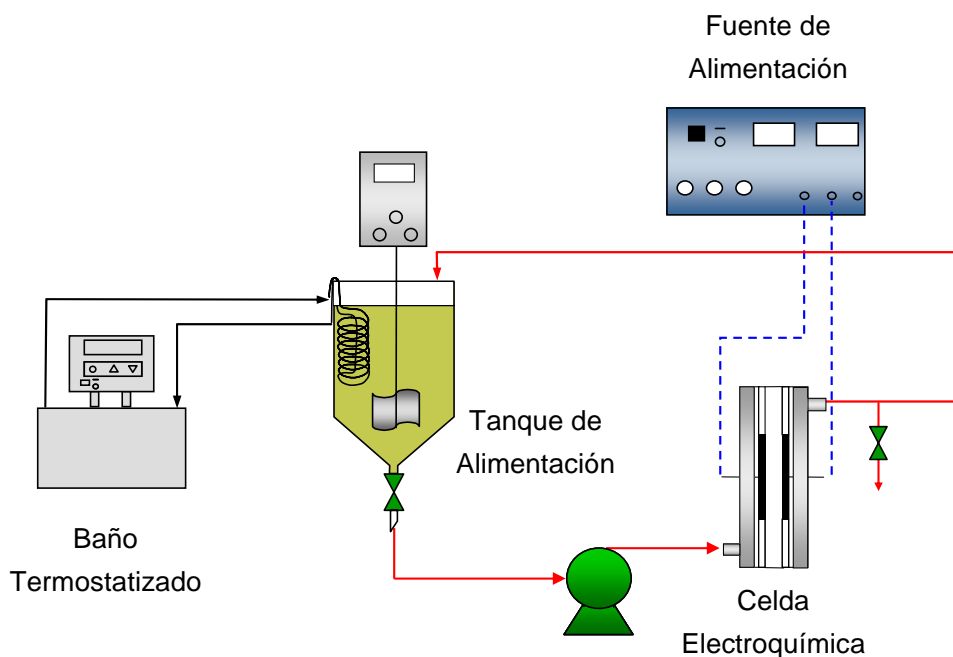 Fuente de
Alimentación
Tanque de
Alimentación
Baño
Termostatizado
Celda
Electroquímica